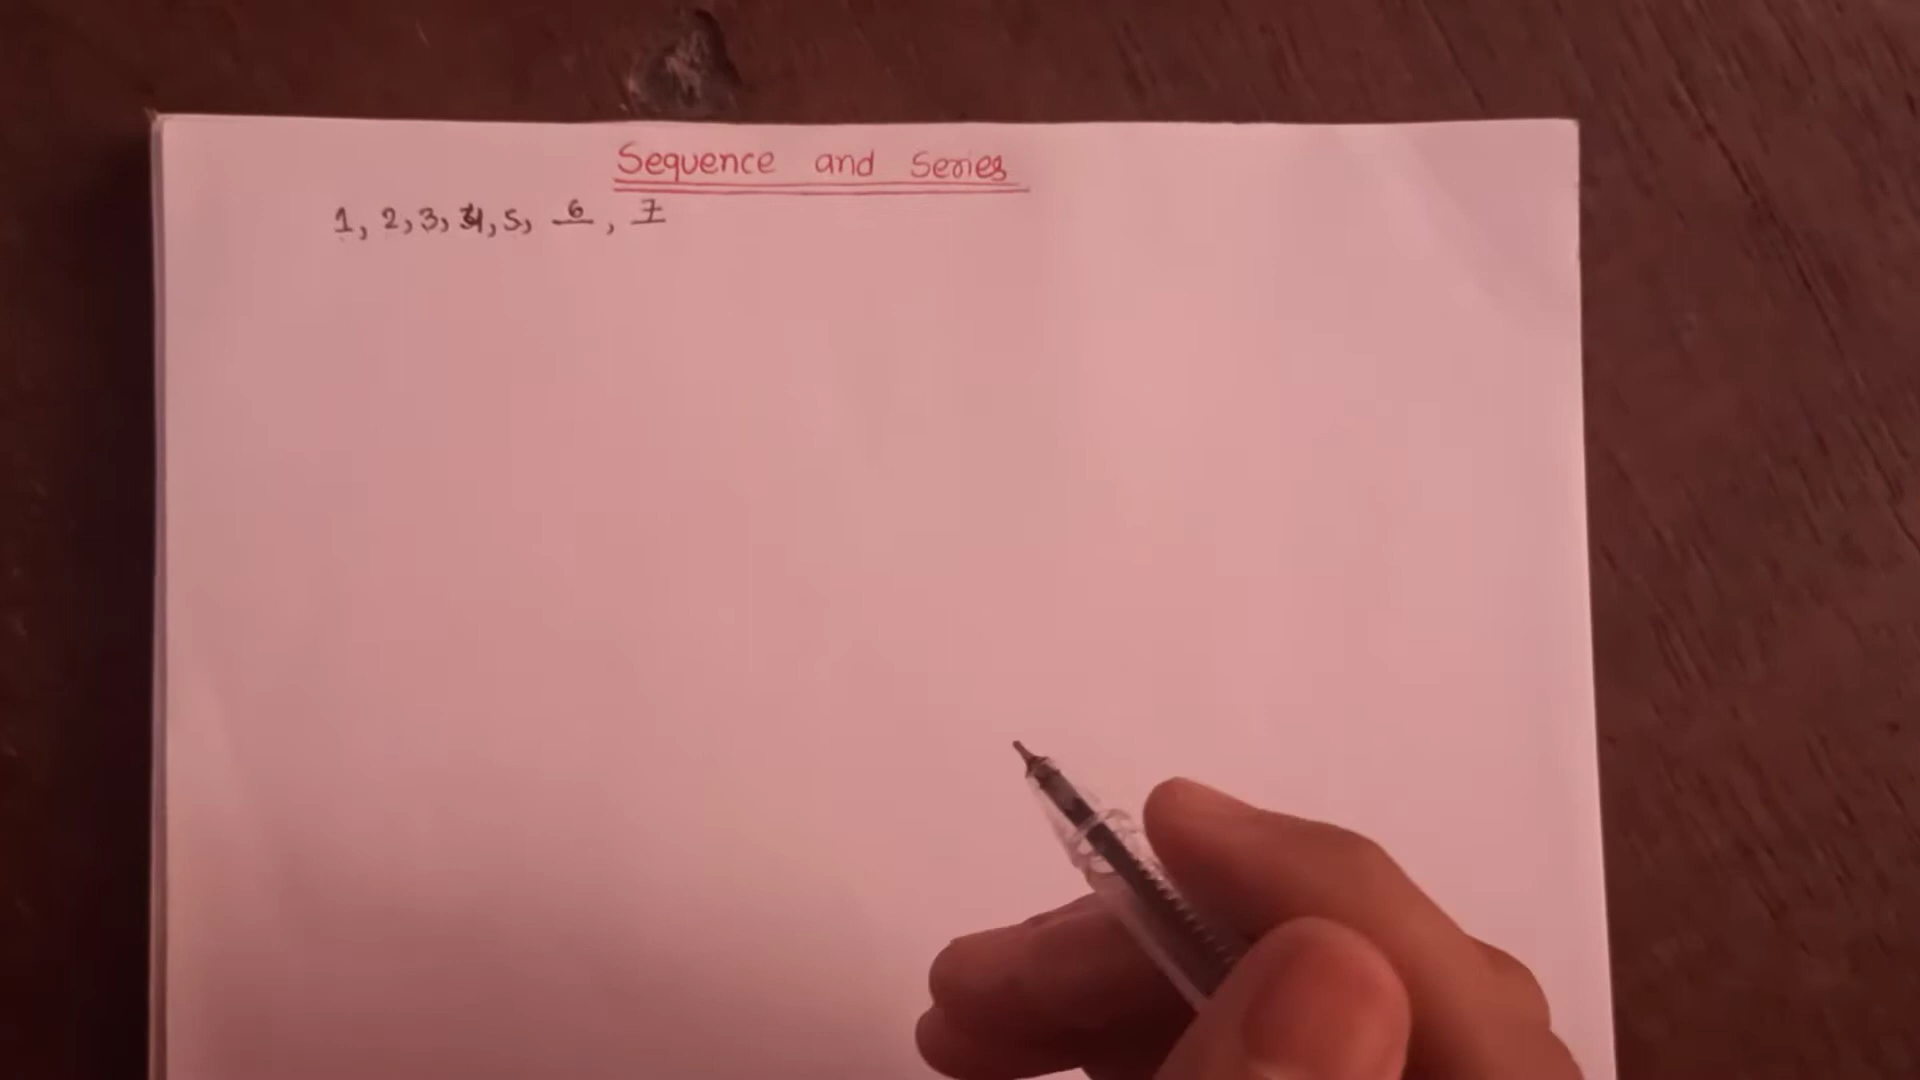 Sequence and Series
1, 2, 3, 4, 5, 6, 7